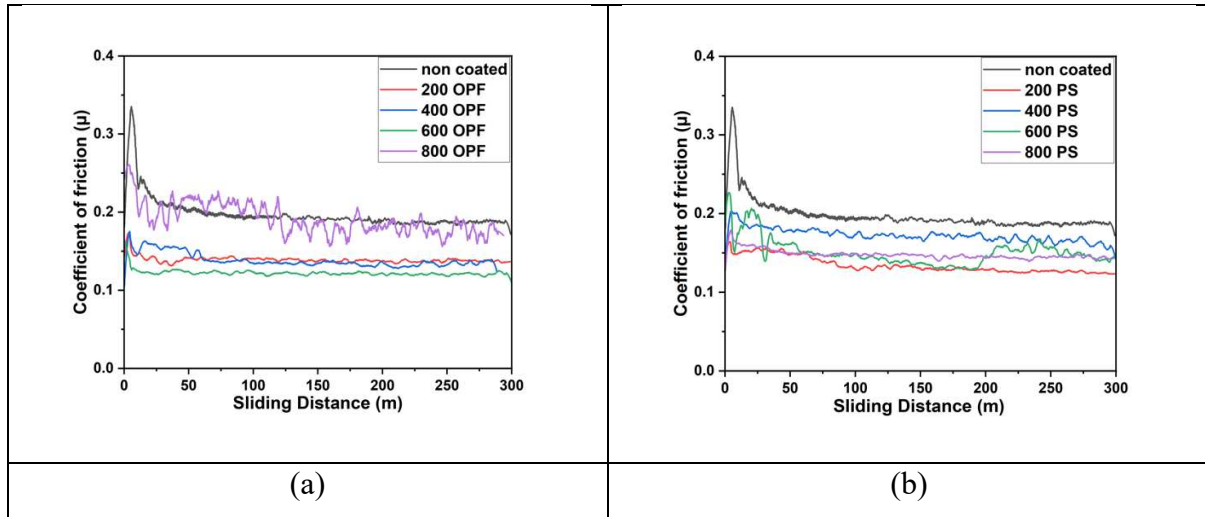 0.4
0.3
0.2
0.1
0.0
Coefficient of friction (μ)
non coated
200 OPF
400 OPF
600 OPF
800 OPF
0 50 100 150 200 250 300
Sliding Distance (m)
(a)
0.4
0.3
0.2
0.1
0.0
Coefficient of friction (μ)
non coated
200 PS
400 PS
600 PS
800 PS
0 50 100 150 200 250 300
Sliding Distance (m)
(b)